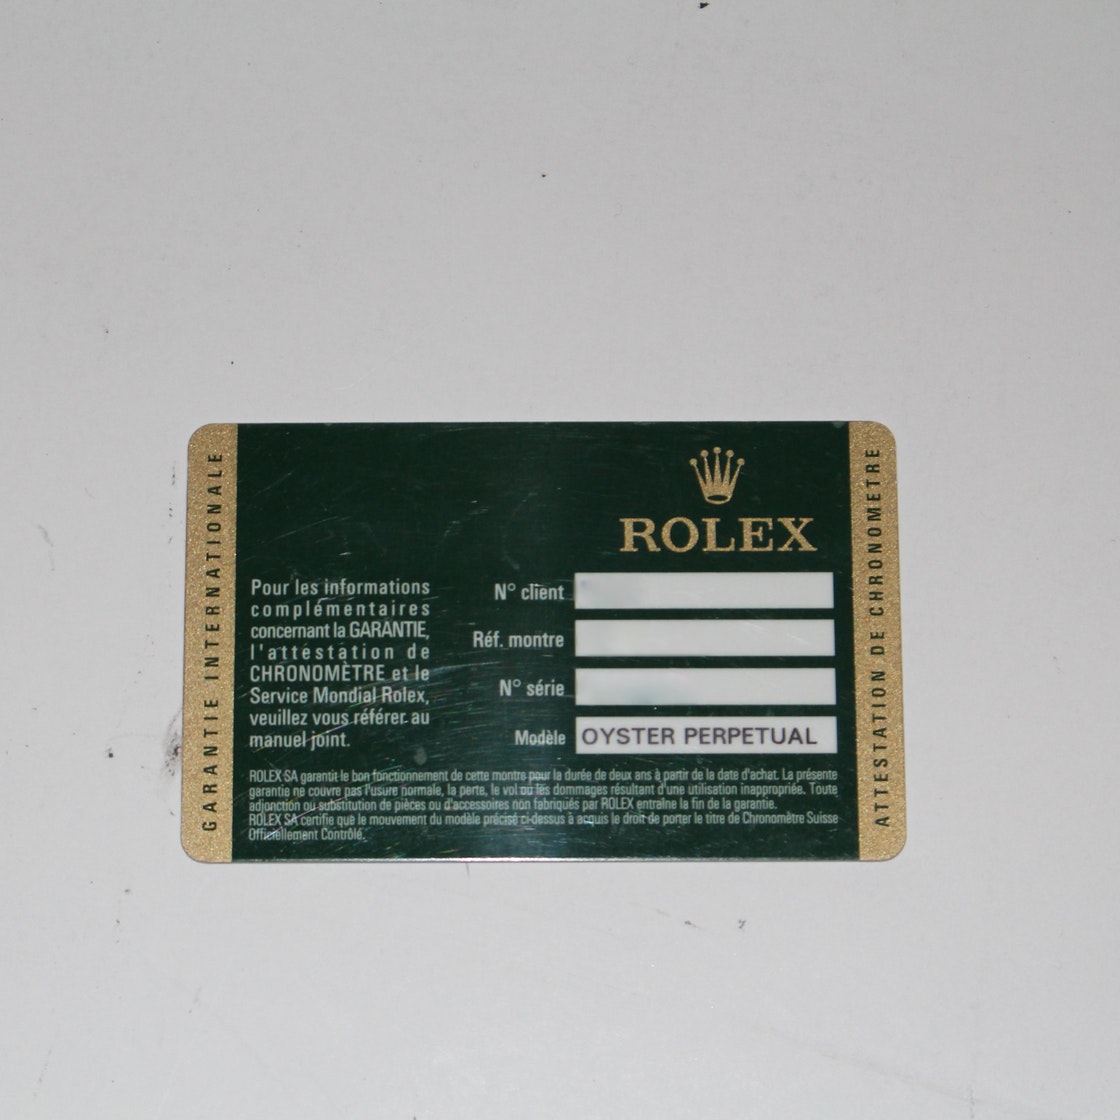 GARANTIE INTERNATIONALE
ROLEX
Pour les informations
complémentaires
concernant la GARANTIE,
l'attestation de
CHRONOMÈTRE et le
Service Mondial Rolex,
veuillez vous référer au
manuel joint.
N° client
Réf. montre
N° série
Modèle OYSTER PERPETUAL
ROLEX SA garantit le bon fonctionnement de cette montre pour la durée de deux ans à partir de la date d'achat. La présente
garantie ne couvre pas l'usure normale, la perte, le vol ou les dommages résultant d'une utilisation inappropriée. Toute
adjonction ou substitution de pièces ou d'accessoires non fabriqués par ROLEX entraîne la fin de la garantie.
ROLEX SA certifie que le mouvement du modèle précisé ci-dessus a acquis le droit de porter le titre de Chronomètre Suisse
Officiellement Contrôlé.
ATTESTATION DE CHRONOMETRE